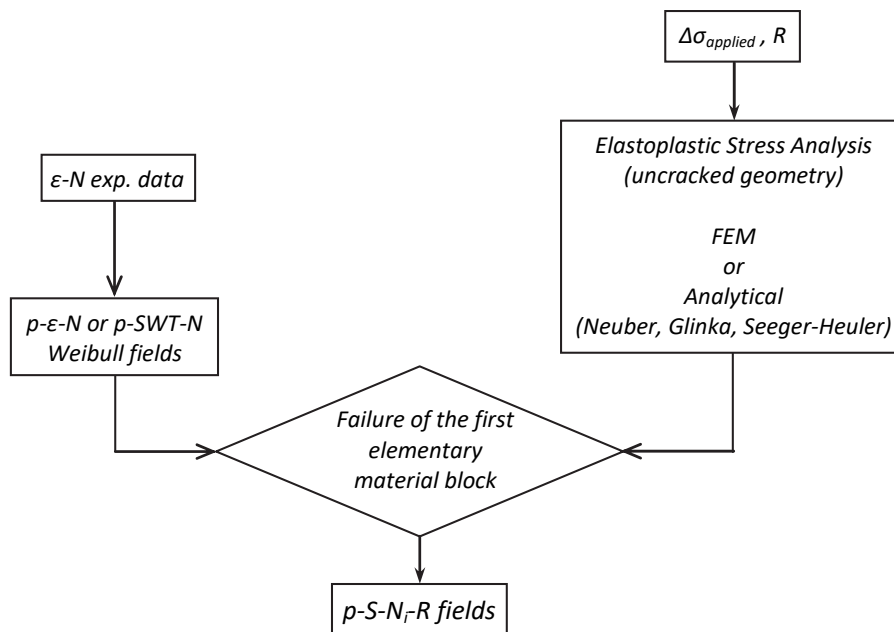 Δσapplied , R
Elastoplastic Stress Analysis
(uncracked geometry)
FEM
or
Analytical
(Neuber, Glinka, Seeger-Heuler)
ε-N exp. data
p-ε-N or p-SWT-N
Weibull fields
Failure of the first
elementary
material block
p-S-Ni-R fields